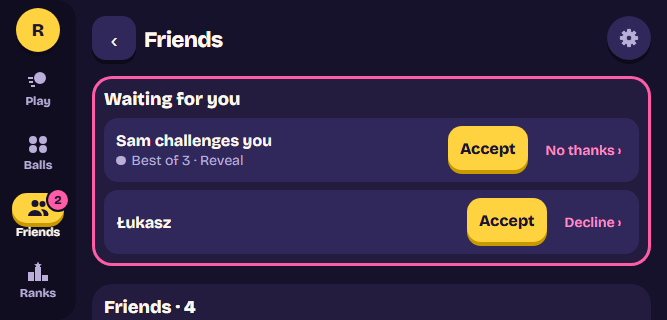 R
Play
Balls
2
Friends
Ranks
‹ Friends
Waiting for you
Sam challenges you
Best of 3 · Reveal
Accept
No thanks ›
Łukasz
Accept
Decline ›
Friends · 4